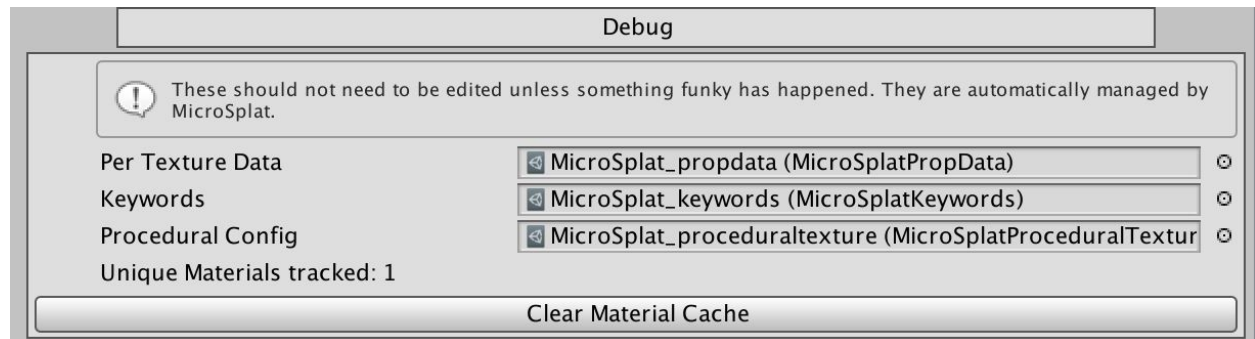 Debug
These should not need to be edited unless something funky has happened. They are automatically managed by
MicroSplat.
Per Texture Data MicroSplat_propdata (MicroSplatPropData)
Keywords MicroSplat_keywords (MicroSplatKeywords)
Procedural Config MicroSplat_proceduraltexture (MicroSplatProceduralTextur
Unique Materials tracked: 1
Clear Material Cache